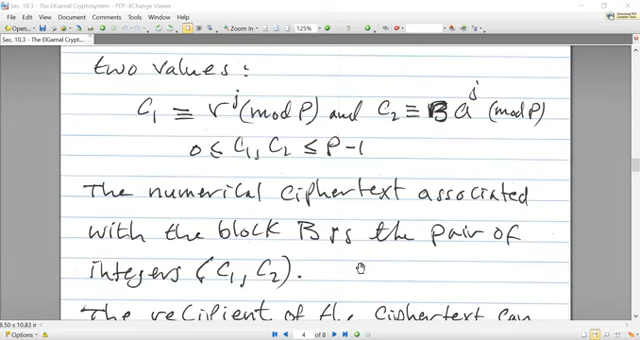 Sec. 10.3 - The ElGamal Cryptosystem - PDF-XChange Viewer
File Edit View Document Comments Tools Window Help
Open... Zoom In 125%
Sec. 10.3 - The ElGamal Crypt...
two values:
C₁ ≡ r^j (mod P) and C₂ ≡ B a^j (mod P)
0 ≤ C₁, C₂ ≤ P-1
The numerical ciphertext associated
with the block B is the pair of
integers (C₁, C₂).
The recipient of the ciphertext can
8.50 x 10.83 in
Options 4 of 8